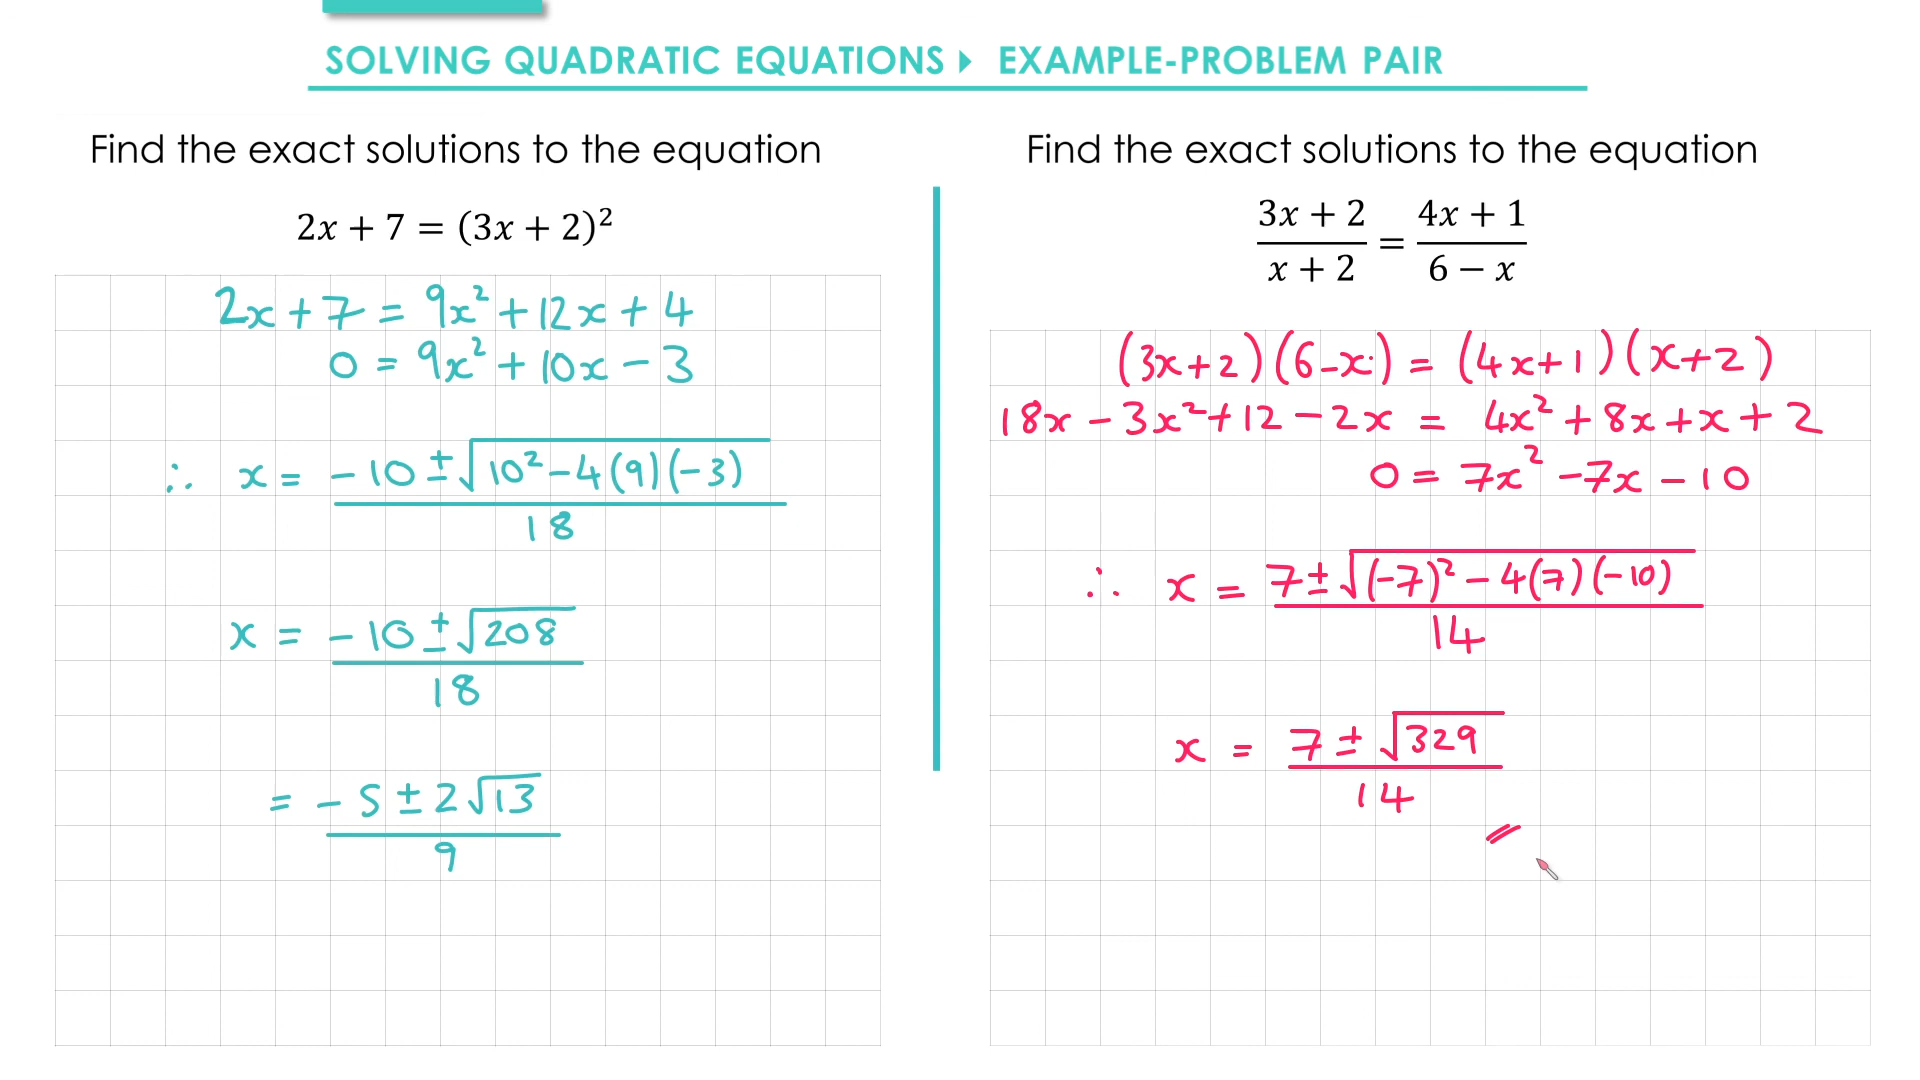 SOLVING QUADRATIC EQUATIONS ▸ EXAMPLE-PROBLEM PAIR
Find the exact solutions to the equation
2x + 7 = (3x + 2)²
2x + 7 = 9x² + 12x + 4
0 = 9x² + 10x − 3
∴ x = −10 ± √(10² − 4(9)(−3))
18
x = −10 ± √208
18
= −5 ± 2√13
9
Find the exact solutions to the equation
3x + 2 = 4x + 1
x + 2 6 − x
(3x+2)(6−x) = (4x+1)(x+2)
18x − 3x² + 12 − 2x = 4x² + 8x + x + 2
0 = 7x² − 7x − 10
∴ x = 7 ± √((−7)² − 4(7)(−10))
14
x = 7 ± √329
14